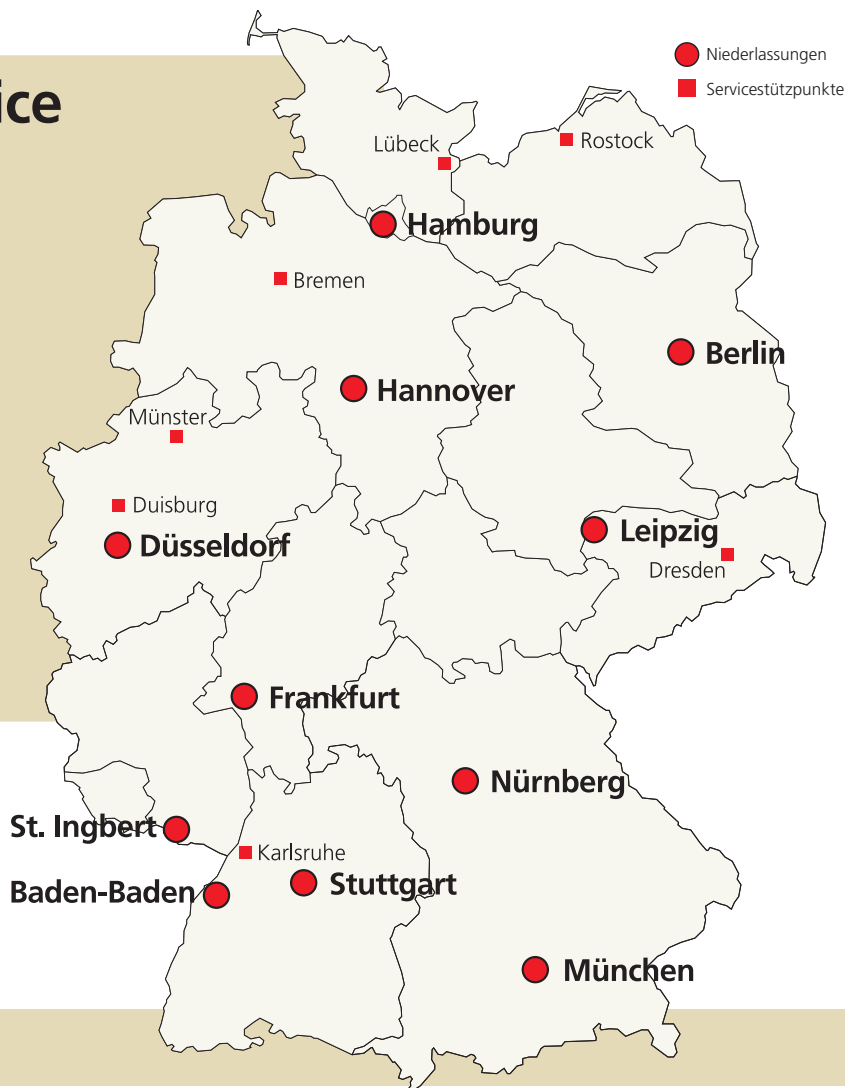 ice
Niederlassungen
Servicestützpunkte
Lübeck
Rostock
Hamburg
Bremen
Berlin
Hannover
Münster
Duisburg
Düsseldorf
Leipzig
Dresden
Frankfurt
Nürnberg
St. Ingbert
Karlsruhe
Baden-Baden
Stuttgart
München